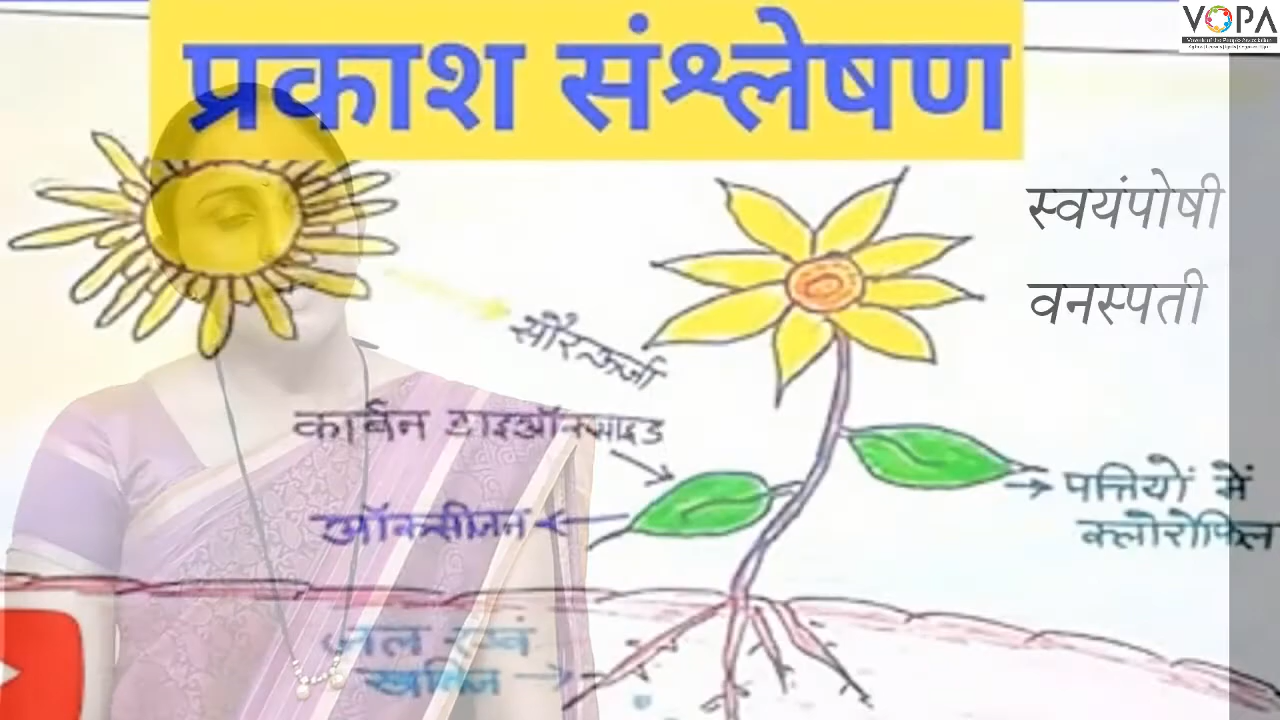 VOPA
प्रकाश संश्लेषण
स्वयंपोषी
वनस्पती
सौर ऊर्जा
कार्बन डाइऑक्साइड
ऑक्सीजन
पत्तियों में
क्लोरोफिल
जल एवं
खनिज